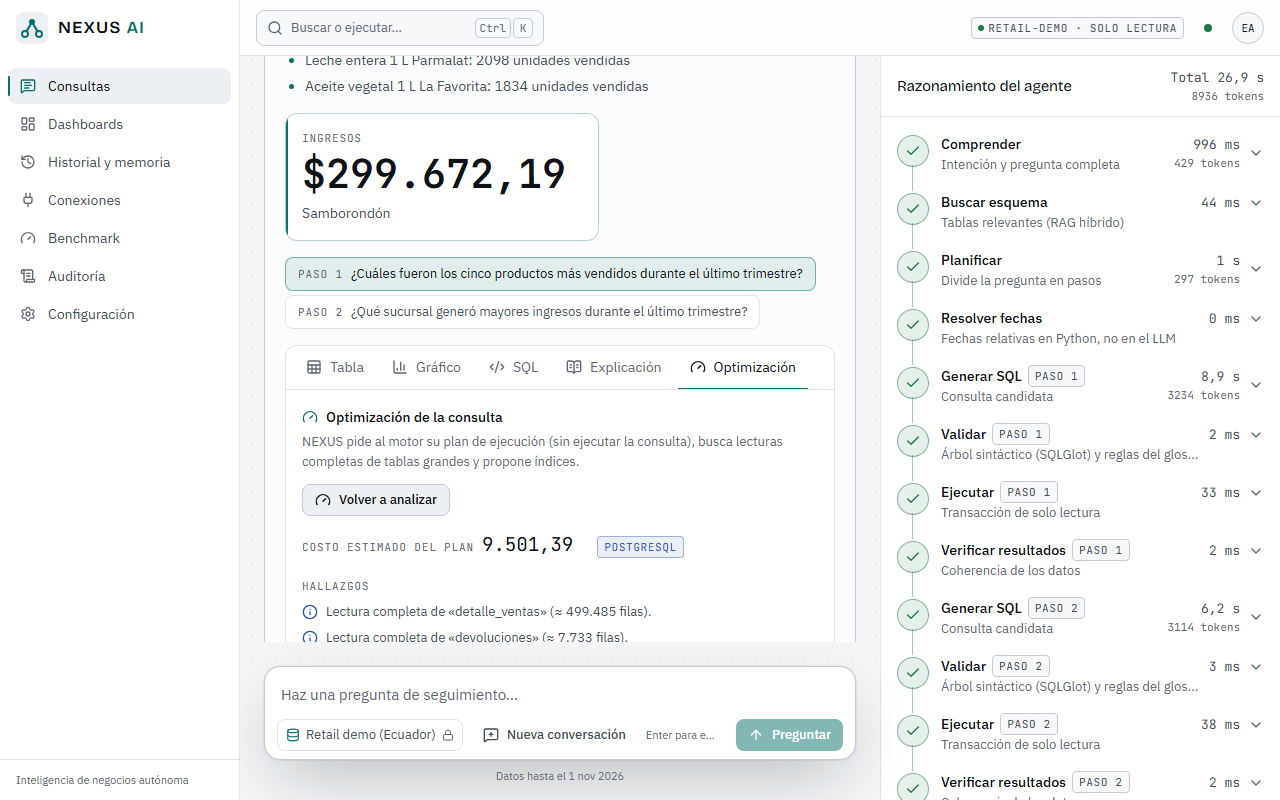 NEXUS AI
Buscar o ejecutar... Ctrl K
RETAIL-DEMO · SOLO LECTURA
EA
Consultas
Dashboards
Historial y memoria
Conexiones
Benchmark
Auditoría
Configuración
Inteligencia de negocios autónoma
Leche entera 1 L Parmalat: 2098 unidades vendidas
Aceite vegetal 1 L La Favorita: 1834 unidades vendidas
INGRESOS
$299.672,19
Samborondón
PASO 1 ¿Cuáles fueron los cinco productos más vendidos durante el último trimestre?
PASO 2 ¿Qué sucursal generó mayores ingresos durante el último trimestre?
Tabla Gráfico SQL Explicación Optimización
Optimización de la consulta
NEXUS pide al motor su plan de ejecución (sin ejecutar la consulta), busca lecturas
completas de tablas grandes y propone índices.
Volver a analizar
COSTO ESTIMADO DEL PLAN 9.501,39 POSTGRESQL
HALLAZGOS
Lectura completa de «detalle_ventas» (≈ 499.485 filas).
Lectura completa de «devoluciones» (≈ 7.733 filas).
Haz una pregunta de seguimiento...
Retail demo (Ecuador) Nueva conversación Enter para e... Preguntar
Datos hasta el 1 nov 2026
Razonamiento del agente Total 26,9 s
8936 tokens
Comprender 996 ms
Intención y pregunta completa 429 tokens
Buscar esquema 44 ms
Tablas relevantes (RAG híbrido)
Planificar 1 s
Divide la pregunta en pasos 297 tokens
Resolver fechas 0 ms
Fechas relativas en Python, no en el LLM
Generar SQL PASO 1 8,9 s
Consulta candidata 3234 tokens
Validar PASO 1 2 ms
Árbol sintáctico (SQLGlot) y reglas del glos...
Ejecutar PASO 1 33 ms
Transacción de solo lectura
Verificar resultados PASO 1 2 ms
Coherencia de los datos
Generar SQL PASO 2 6,2 s
Consulta candidata 3114 tokens
Validar PASO 2 3 ms
Árbol sintáctico (SQLGlot) y reglas del glos...
Ejecutar PASO 2 38 ms
Transacción de solo lectura
Verificar resultados PASO 2 2 ms